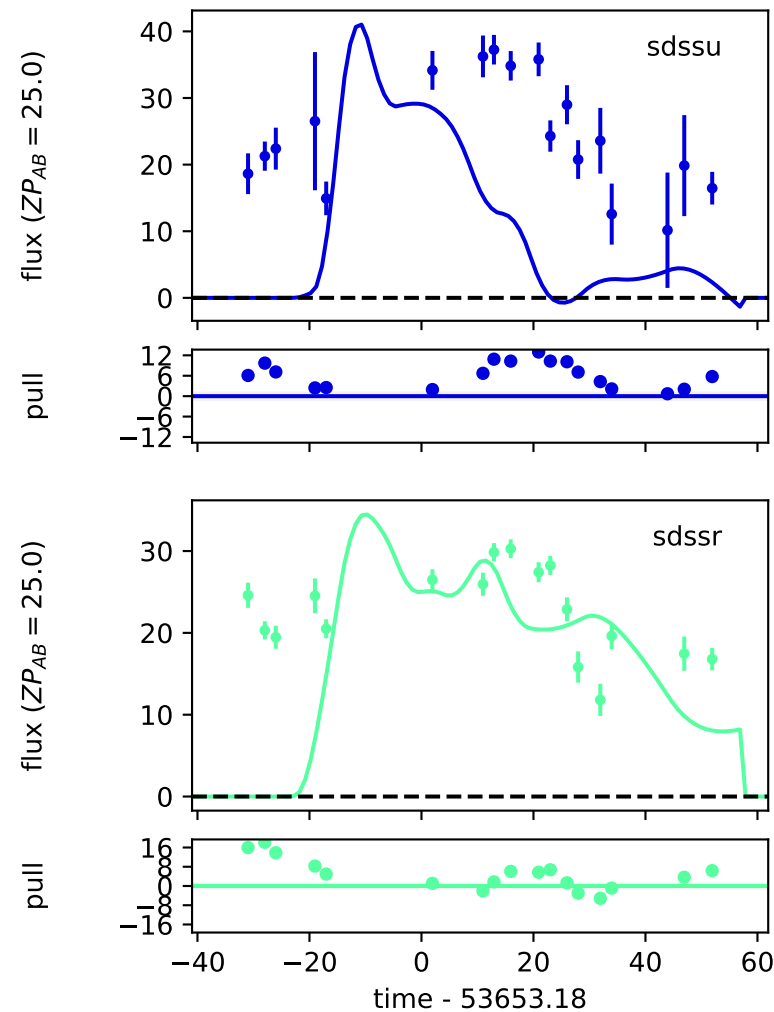 sdssu
flux ($ZP_{AB}$ = 25.0)
40
30
20
10
0
pull
12
6
0
−6
−12
sdssr
flux ($ZP_{AB}$ = 25.0)
30
20
10
0
pull
16
8
0
−8
−16
−40 −20 0 20 40 60
time - 53653.18